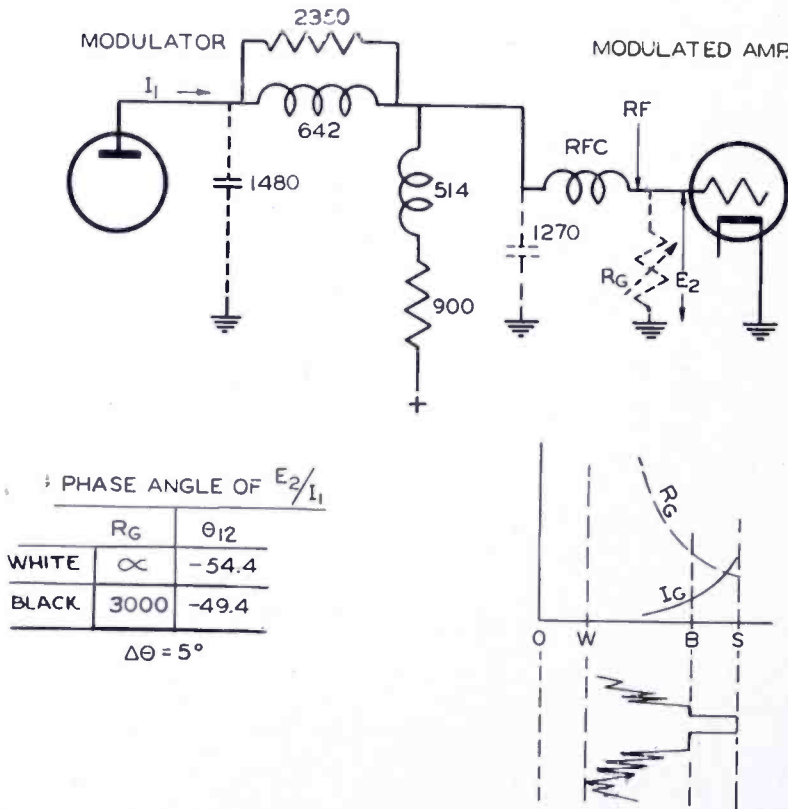 2350
MODULATOR
MODULATED AMP.
I1
642
RF
RFC
1480
514
1270
RG
E2
900
+
PHASE ANGLE OF E2/I1
RG θ12
WHITE ∝ -54.4
BLACK 3000 -49.4
Δθ = 5°
RG
IG
O W B S